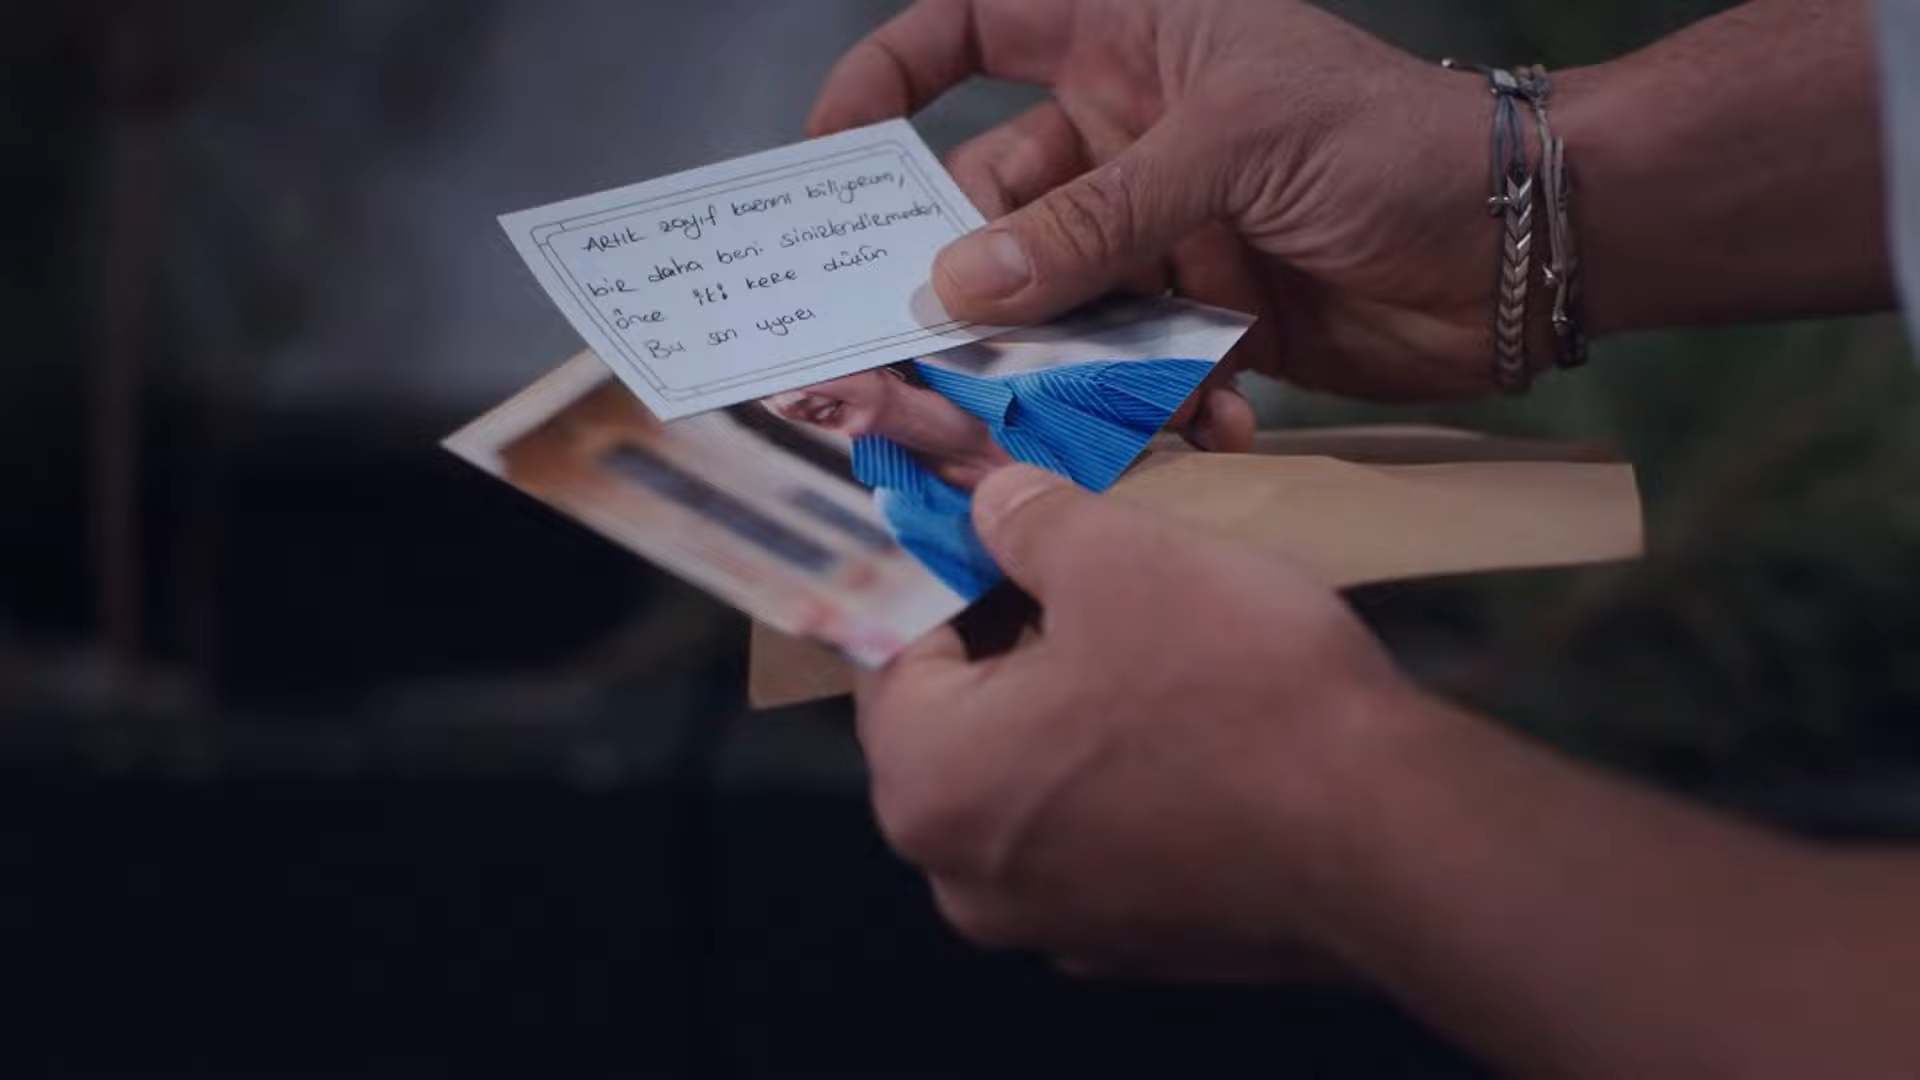 Artık zayıf karnını biliyorum,
bir daha beni sinirlendirmeden
önce iki kere düşün
Bu son uyarı